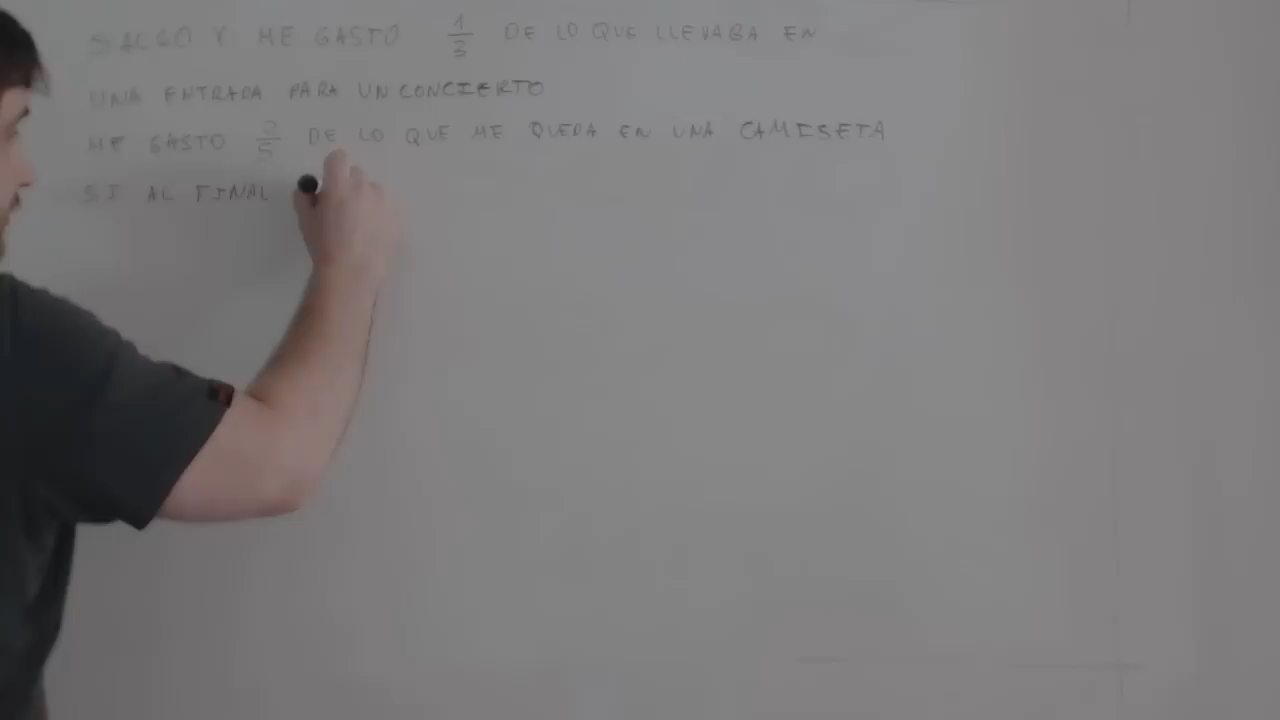 SALGO Y ME GASTO 1/3 DE LO QUE LLEVABA EN
UNA ENTRADA PARA UN CONCIERTO
ME GASTO 2/5 DE LO QUE ME QUEDA EN UNA CAMISETA
SI AL FINAL